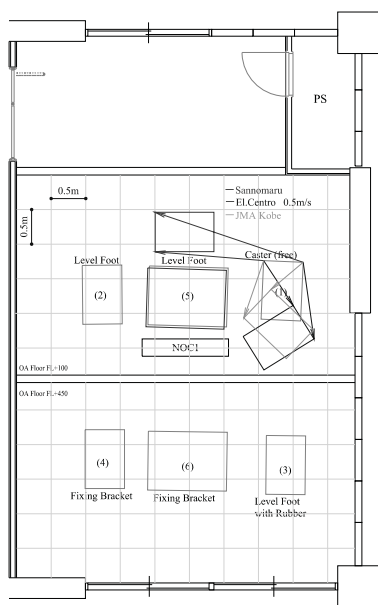 PS
0.5m
Sannomaru
El.Centro 0.5m/s
JMA Kobe
0.5m
Caster (free)
Level Foot
Level Foot
(1)
(2)
(5)
NOC1
OA Floor FL+100
OA Floor FL+450
(4)
(6)
(3)
Fixing Bracket
Fixing Bracket
Level Foot
with Rubber